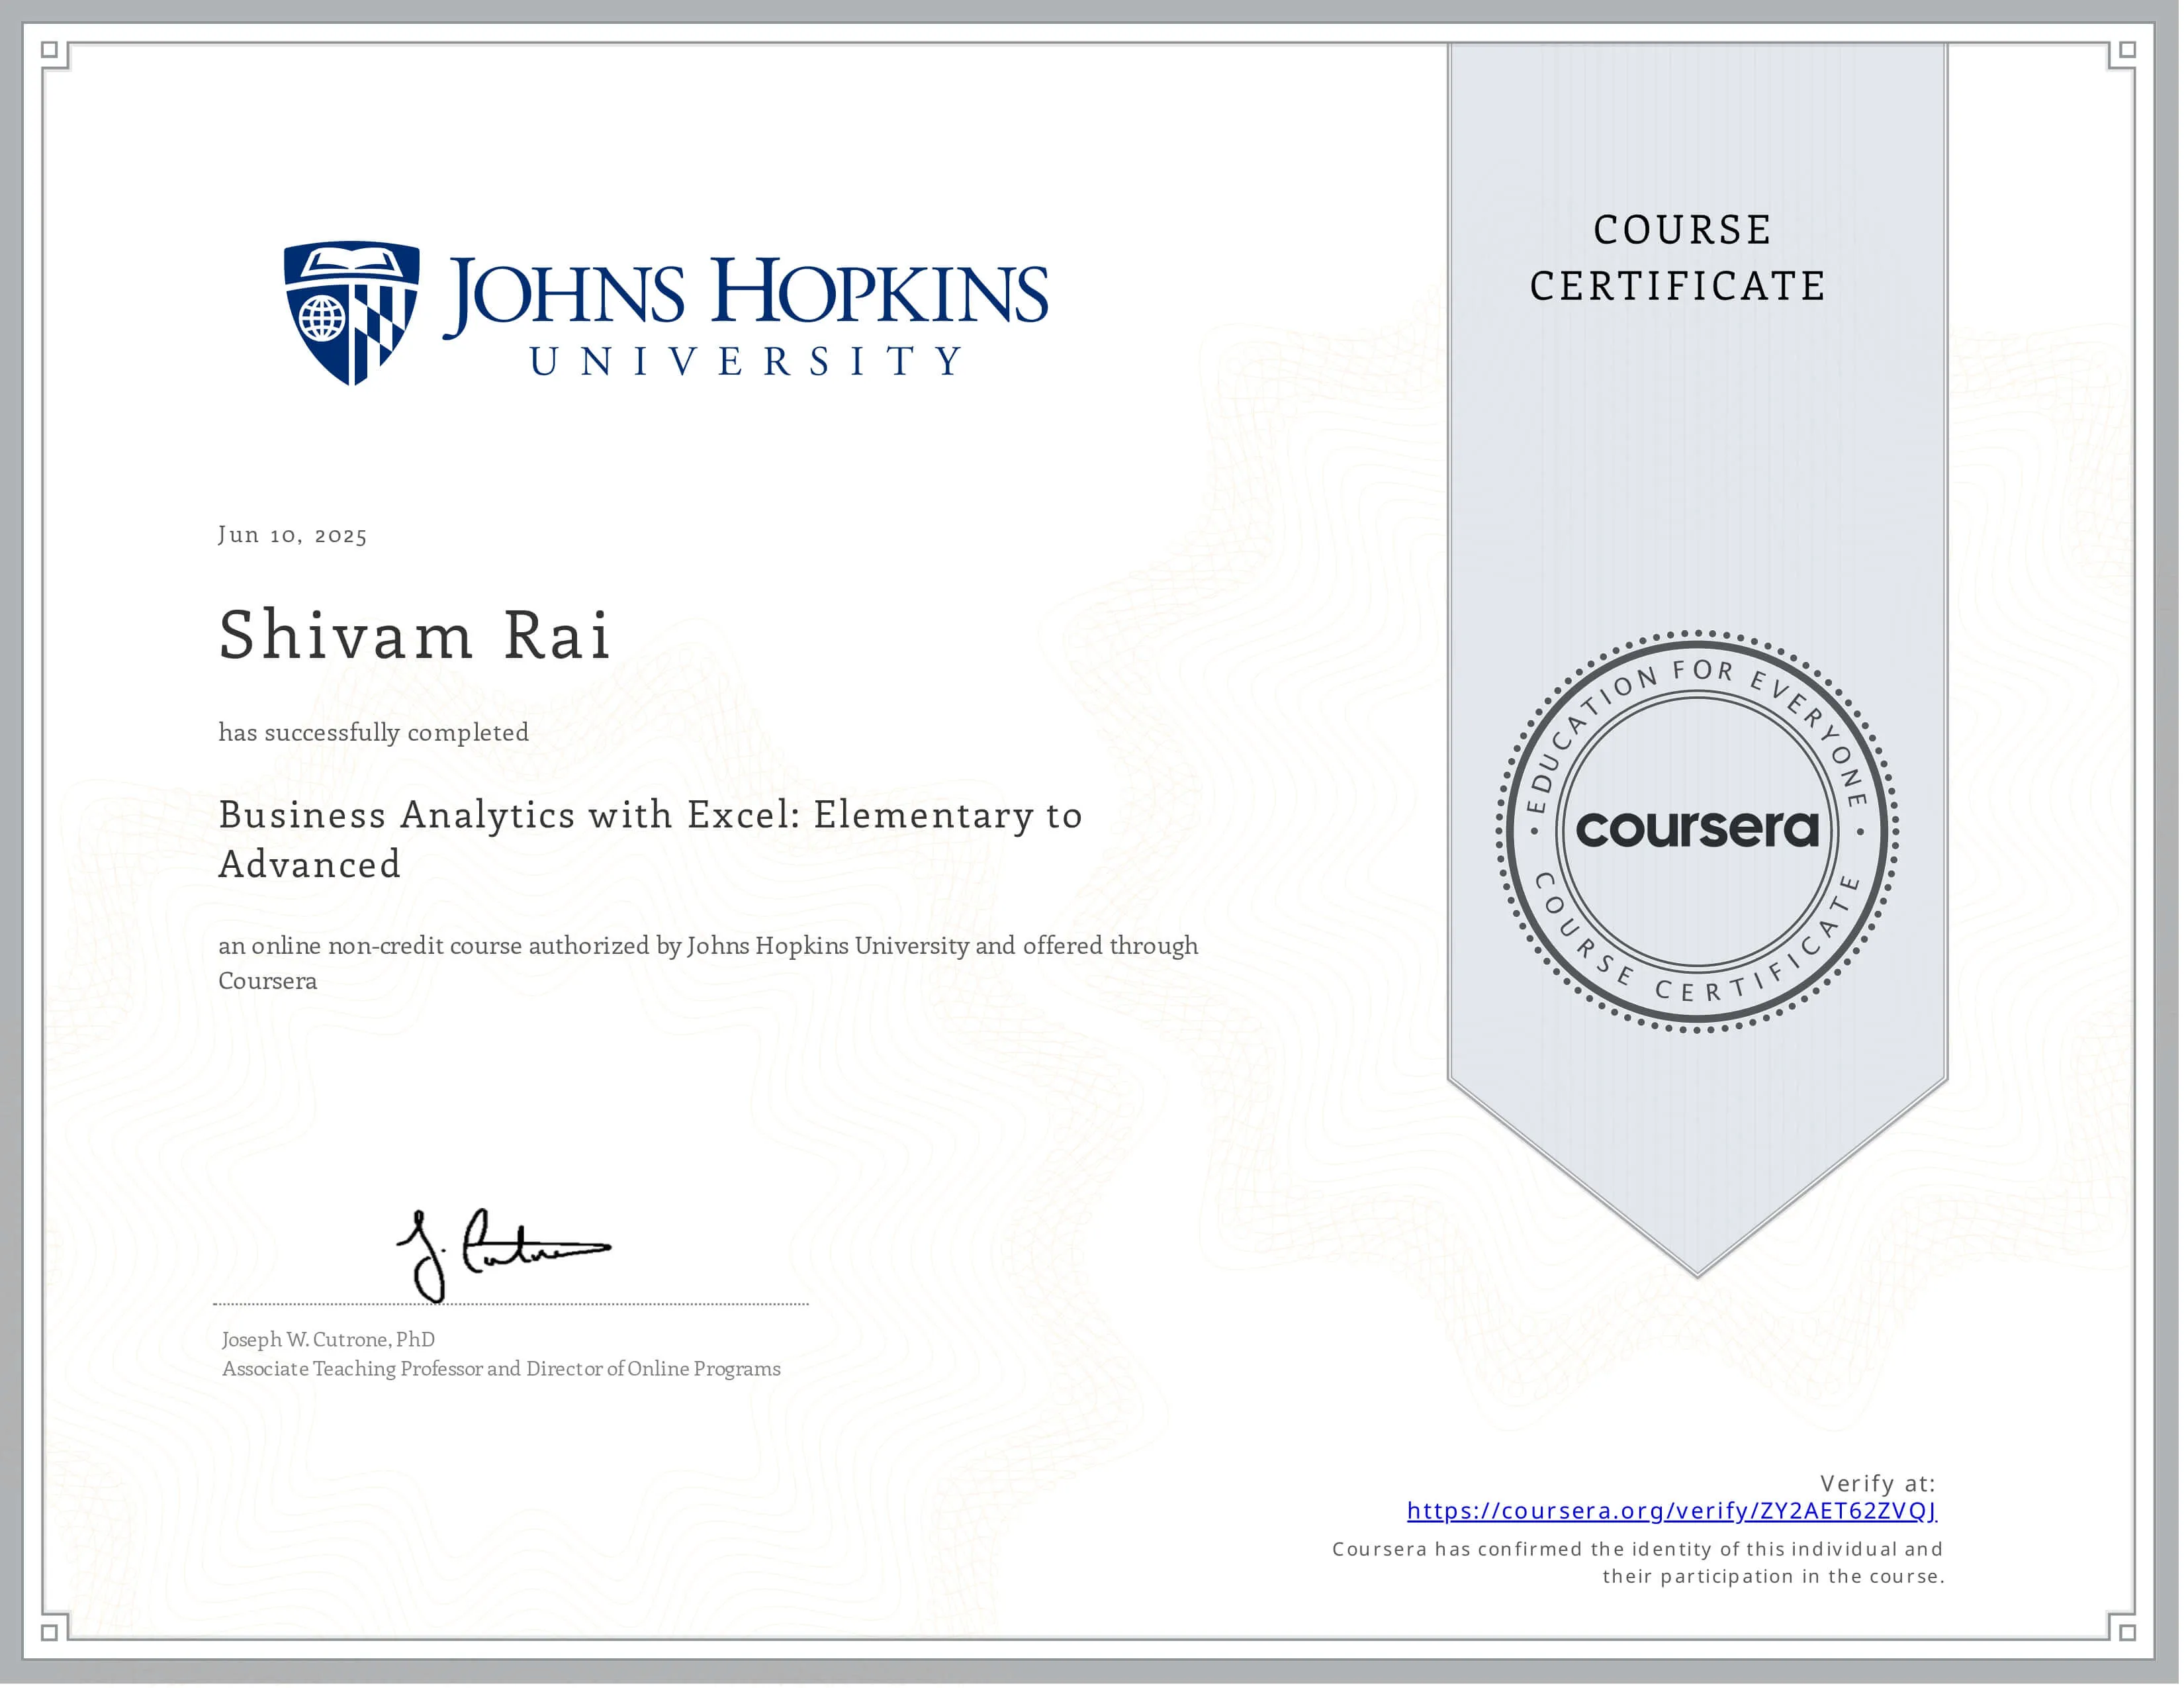 JOHNS HOPKINS
UNIVERSITY
COURSE
CERTIFICATE
Jun 10, 2025
Shivam Rai
has successfully completed
Business Analytics with Excel: Elementary to
Advanced
an online non-credit course authorized by Johns Hopkins University and offered through
Coursera
EDUCATION FOR EVERYONE
coursera
COURSE CERTIFICATE
J. Cutrone
Joseph W. Cutrone, PhD
Associate Teaching Professor and Director of Online Programs
Verify at:
https://coursera.org/verify/ZY2AET62ZVQJ
Coursera has confirmed the identity of this individual and
their participation in the course.